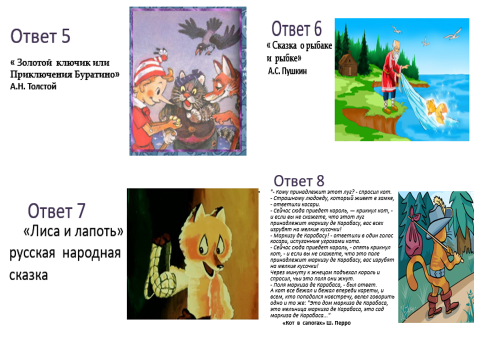 Ответ 5
« Золотой ключик или
Приключения Буратино»
А.Н. Толстой
Ответ 6
« Сказка о рыбаке
и рыбке»
А.С. Пушкин
Ответ 7
«Лиса и лапоть»
русская народная
сказка
Ответ 8
"- Кому принадлежит этот луг? - спросил кот.
- Страшному людоеду, который живет в замке,
- ответили косари.
- Сейчас сюда приедет король, — крикнул кот, -
и если вы не скажете, что этот луг
принадлежит маркизу де Карабасу, вас всех
изрубят на мелкие кусочки!
- Маркизу де Карабасу! - ответили в один голос
косари, испуганные угрозами кота.
- Сейчас сюда приедет король, - опять крикнул
кот, - и если вы не скажете, что это поле
принадлежит маркизу де Карабасу, вас изрубят
на мелкие кусочки!
Через минуту к жнецам подъехал король и
спросил, чьи это поля они жнут.
- Поля маркиза де Карабаса, - был ответ.
А кот все бежал и бежал впереди кареты, и
всем, кто попадался навстречу, велел говорить
одно и то же: "Это дом маркиза де Карабаса,
это мельница маркиза де Карабаса, это сад
маркиза де Карабаса..."
«Кот в сапогах» Ш. Перро